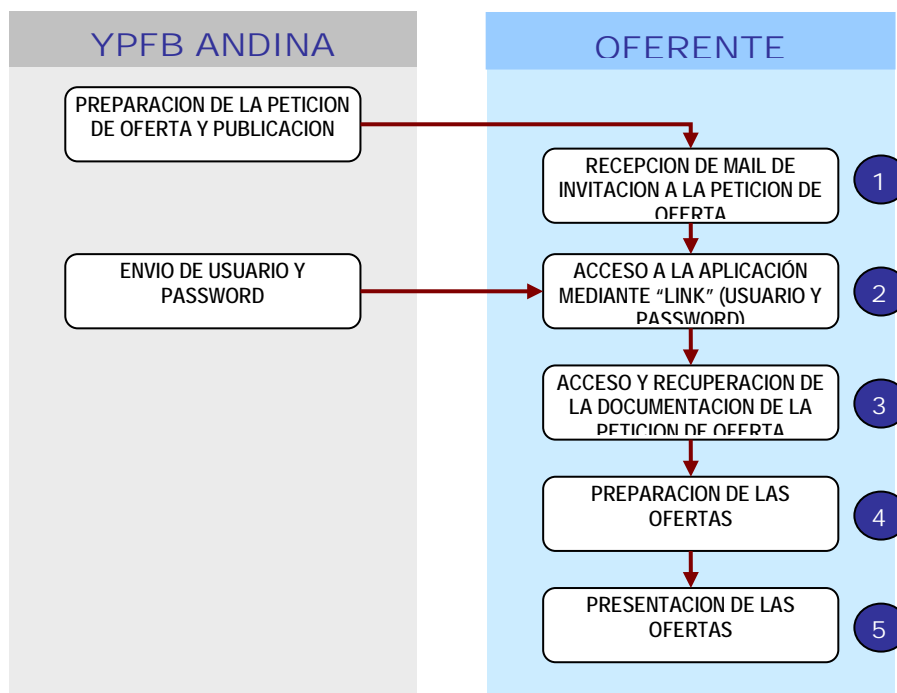 YPFB ANDINA
OFERENTE
PREPARACION DE LA PETICION
DE OFERTA Y PUBLICACION
RECEPCION DE MAIL DE
INVITACION A LA PETICION DE
OFERTA
1
ENVIO DE USUARIO Y
PASSWORD
ACCESO A LA APLICACIÓN
MEDIANTE “LINK” (USUARIO Y
PASSWORD)
2
ACCESO Y RECUPERACION DE
LA DOCUMENTACION DE LA
PETICION DE OFERTA
3
PREPARACION DE LAS
OFERTAS
4
PRESENTACION DE LAS
OFERTAS
5